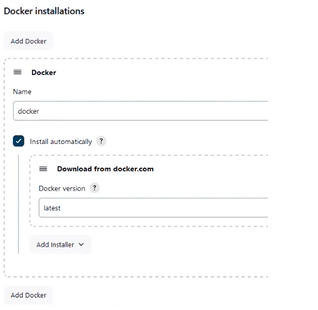 Docker installations
Add Docker
Docker
Name
docker
Install automatically ?
Download from docker.com
Docker version ?
latest
Add Installer
Add Docker